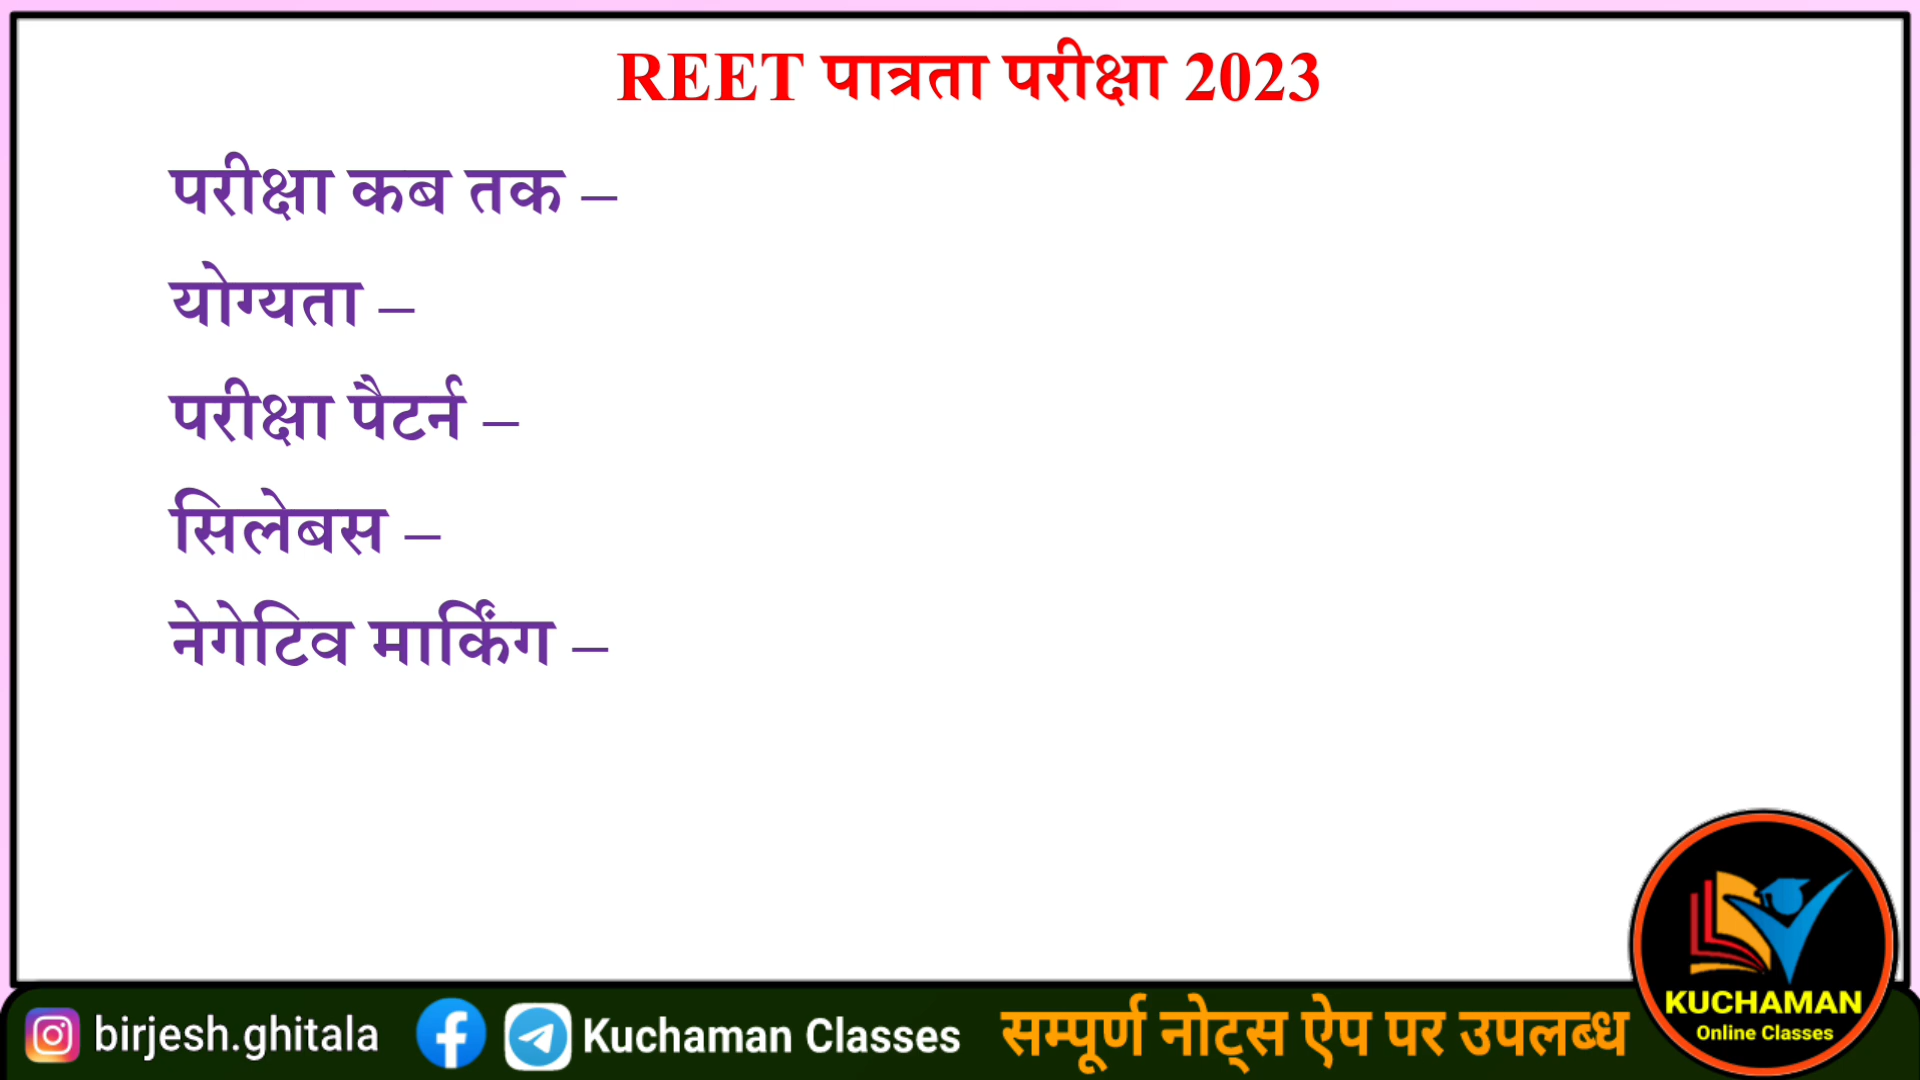 REET पात्रता परीक्षा 2023
परीक्षा कब तक –
योग्यता –
परीक्षा पैटर्न –
सिलेबस –
नेगेटिव मार्किंग –
birjesh.ghitala Kuchaman Classes सम्पूर्ण नोट्स ऐप पर उपलब्ध
KUCHAMAN
Online Classes